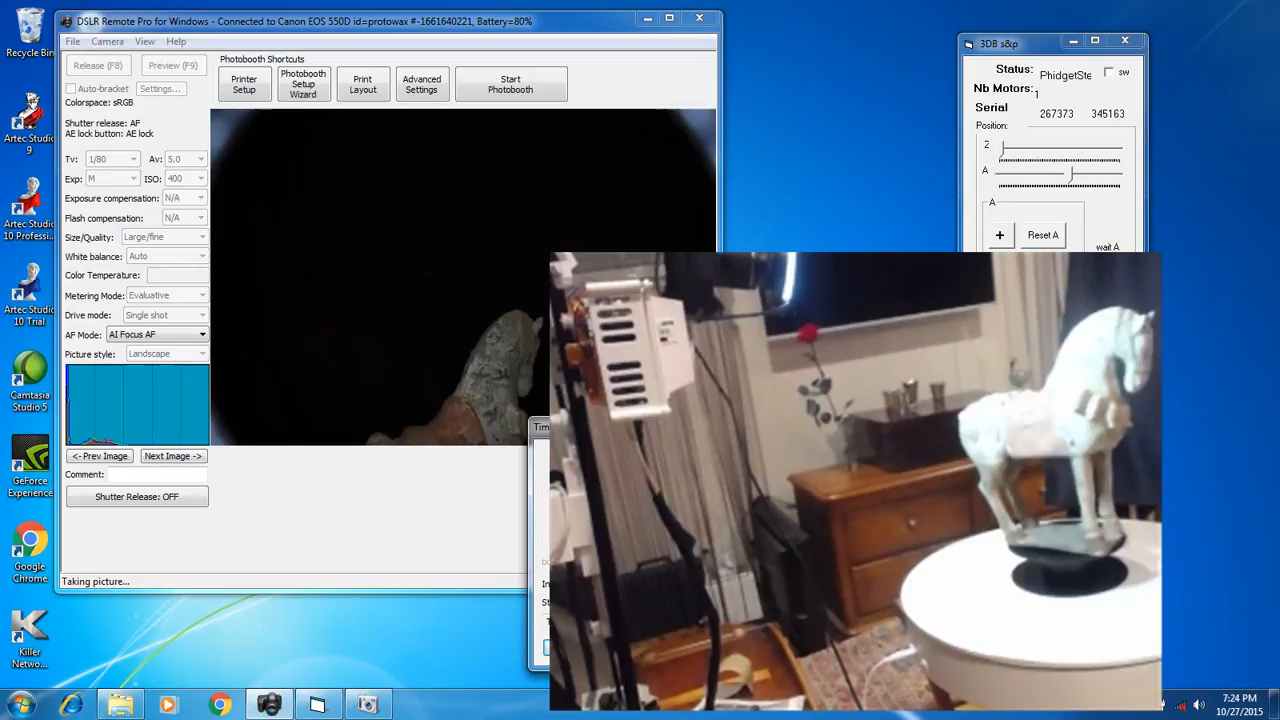 DSLR Remote Pro for Windows - Connected to Canon EOS 550D id=protowax #-1661640221, Battery=80%
File Camera View Help
Release (F8) Preview (F9)
Auto-bracket Settings...
Colorspace: sRGB
Shutter release: AF
AE lock button: AE lock
Tv: 1/80 Av: 5.0
Exp: M ISO: 400
Exposure compensation: N/A
Flash compensation: N/A
Size/Quality: Large/fine
White balance: Auto
Color Temperature:
Metering Mode: Evaluative
Drive mode: Single shot
AF Mode: AI Focus AF
Picture style: Landscape
<- Prev Image Next Image ->
Comment:
Shutter Release: OFF
Taking picture...
Photobooth Shortcuts
Printer Setup
Photobooth Setup Wizard
Print Layout
Advanced Settings
Start Photobooth
3DB s&p
Status: PhidgetSte sw
Nb Motors: 1
Serial 267373 345163
Position:
Z
A
A
+ Reset A
wait A
Recycle Bin
Artec Studio 9
Artec Studio 10 Professi...
Artec Studio 10 Trial
Camtasia Studio 5
GeForce Experience
Google Chrome
Killer Netwo...
7:24 PM
10/27/2015